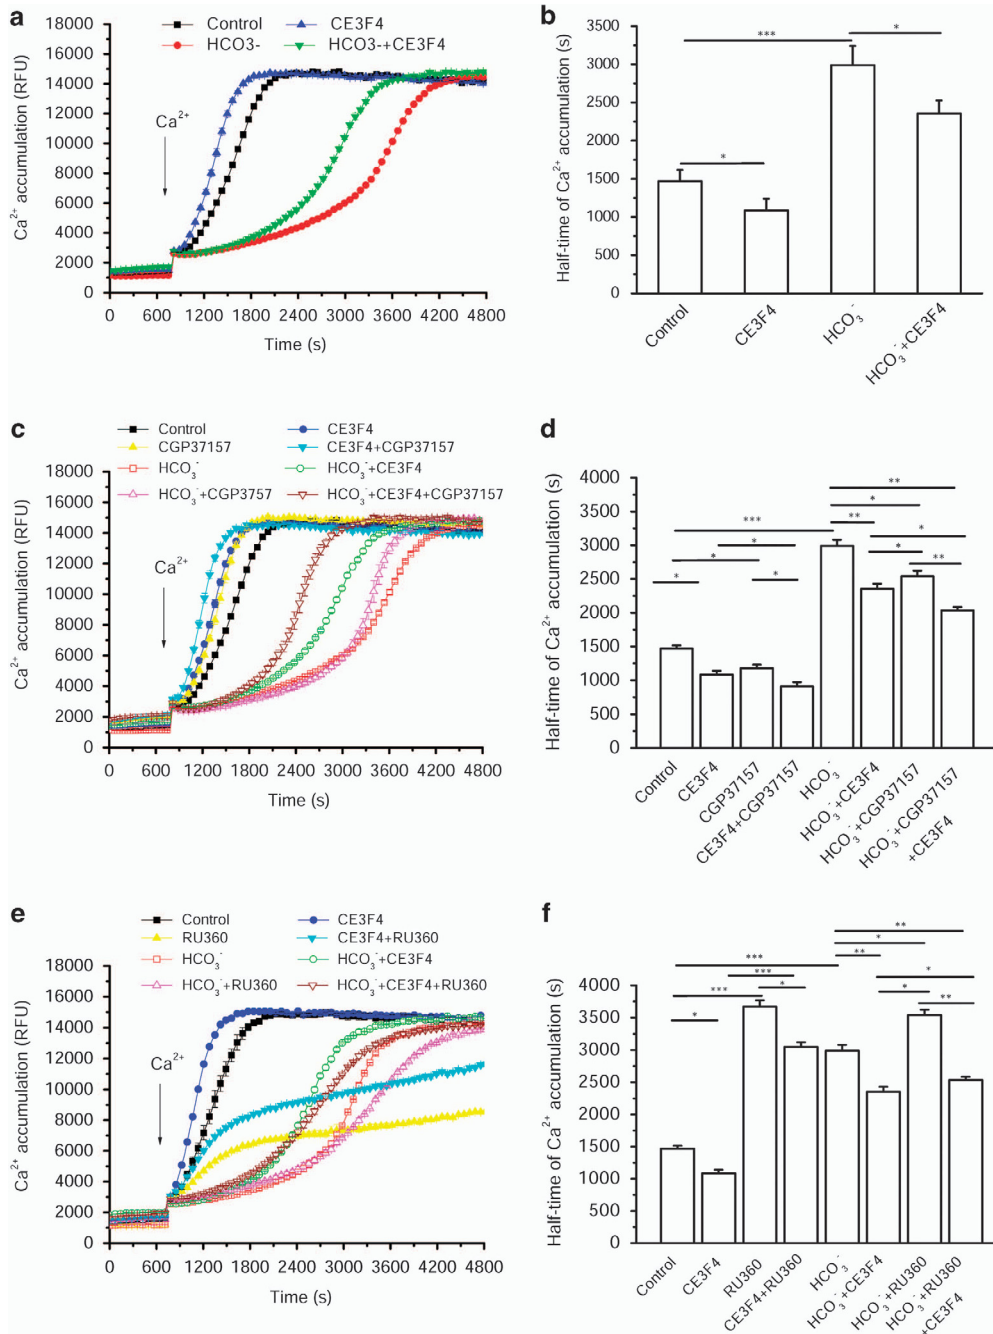 a
Control CE3F4
HCO3- HCO3-+CE3F4
Ca²⁺ accumulation (RFU)
18000
16000
14000
12000
10000
8000
6000
4000
2000
0
Ca²⁺
0 600 1200 1800 2400 3000 3600 4200 4800
Time (s)
b
Half-time of Ca²⁺ accumulation (s)
3500
3000
2500
2000
1500
1000
500
0
*** *
*
Control CE3F4 HCO₃⁻ HCO₃⁻+CE3F4
c
Control CE3F4
CGP37157 CE3F4+CGP37157
HCO₃⁻ HCO₃⁻+CE3F4
HCO₃⁻+CGP3757 HCO₃⁻+CE3F4+CGP37157
Ca²⁺ accumulation (RFU)
18000
16000
14000
12000
10000
8000
6000
4000
2000
0
Ca²⁺
0 600 1200 1800 2400 3000 3600 4200 4800
Time (s)
d
Half-time of Ca²⁺ accumulation (s)
4000
3500
3000
2500
2000
1500
1000
500
0
**
*
*** ** *
* *
* **
* *
Control CE3F4 CGP37157 CE3F4+CGP37157 HCO₃⁻ HCO₃⁻+CE3F4 HCO₃⁻+CGP37157 HCO₃⁻+CGP37157
+CE3F4
e
Control CE3F4
RU360 CE3F4+RU360
HCO₃⁻ HCO₃⁻+CE3F4
HCO₃⁻+RU360 HCO₃⁻+CE3F4+RU360
Ca²⁺ accumulation (RFU)
18000
16000
14000
12000
10000
8000
6000
4000
2000
0
Ca²⁺
0 600 1200 1800 2400 3000 3600 4200 4800
Time (s)
f
Half-time of Ca²⁺ accumulation (s)
4000
3500
3000
2500
2000
1500
1000
500
0
**
*
*** **
*** *
*** * *
* **
Control CE3F4 RU360 CE3F4+RU360 HCO₃⁻ HCO₃⁻+CE3F4 HCO₃⁻+RU360 HCO₃⁻+RU360
+CE3F4